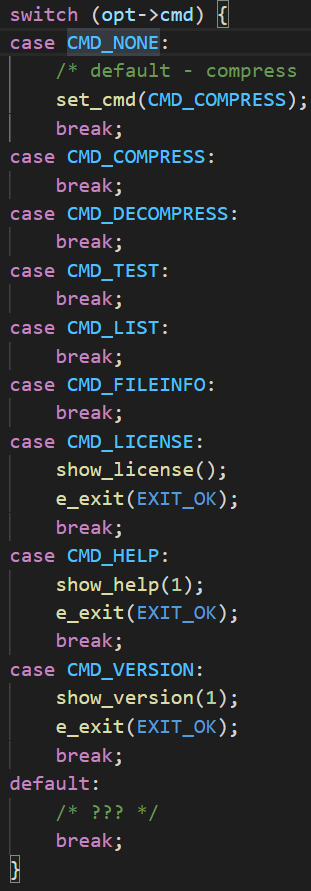 switch (opt->cmd) {
case CMD_NONE:
    /* default - compress
    set_cmd(CMD_COMPRESS);
    break;
case CMD_COMPRESS:
    break;
case CMD_DECOMPRESS:
    break;
case CMD_TEST:
    break;
case CMD_LIST:
    break;
case CMD_FILEINFO:
    break;
case CMD_LICENSE:
    show_license();
    e_exit(EXIT_OK);
    break;
case CMD_HELP:
    show_help(1);
    e_exit(EXIT_OK);
    break;
case CMD_VERSION:
    show_version(1);
    e_exit(EXIT_OK);
    break;
default:
    /* ??? */
    break;
}